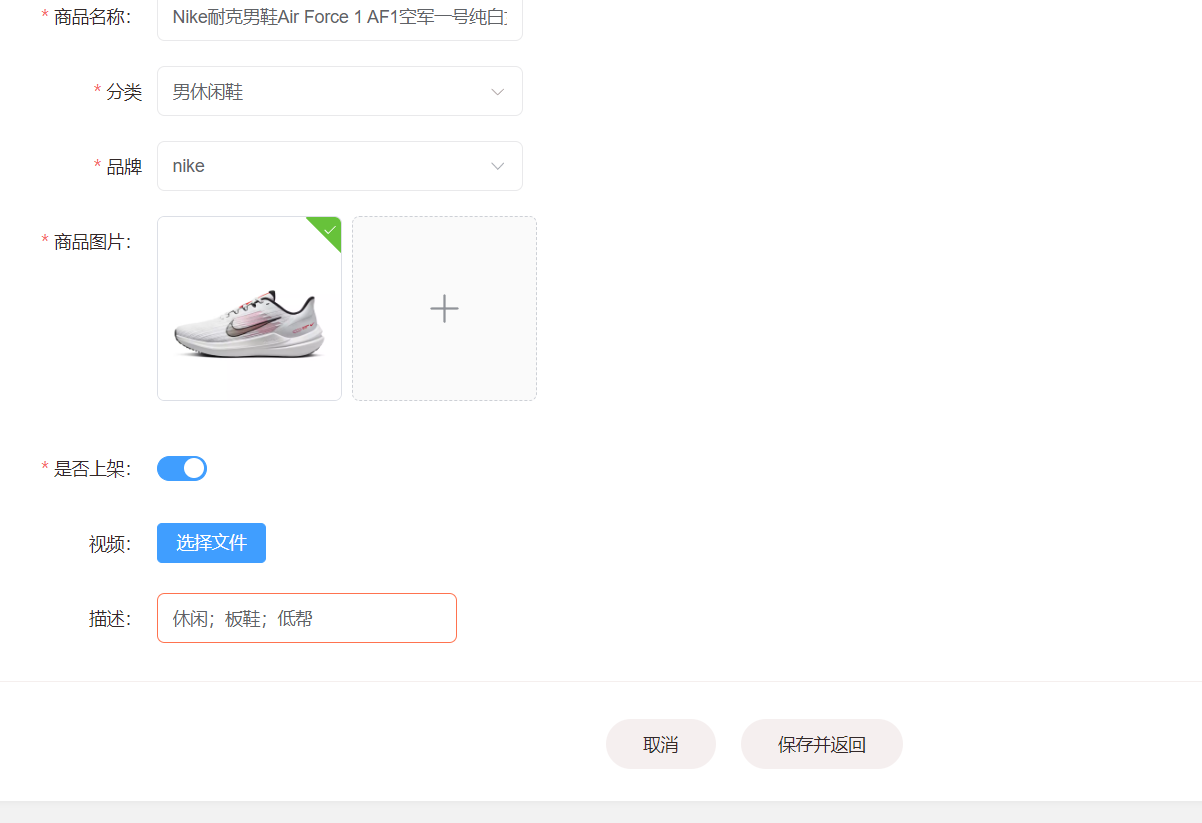 * 商品名称：
Nike耐克男鞋Air Force 1 AF1空军一号纯白
* 分类
男休闲鞋
* 品牌
nike
* 商品图片：
* 是否上架：
视频：
选择文件
描述：
休闲；板鞋；低帮
取消
保存并返回